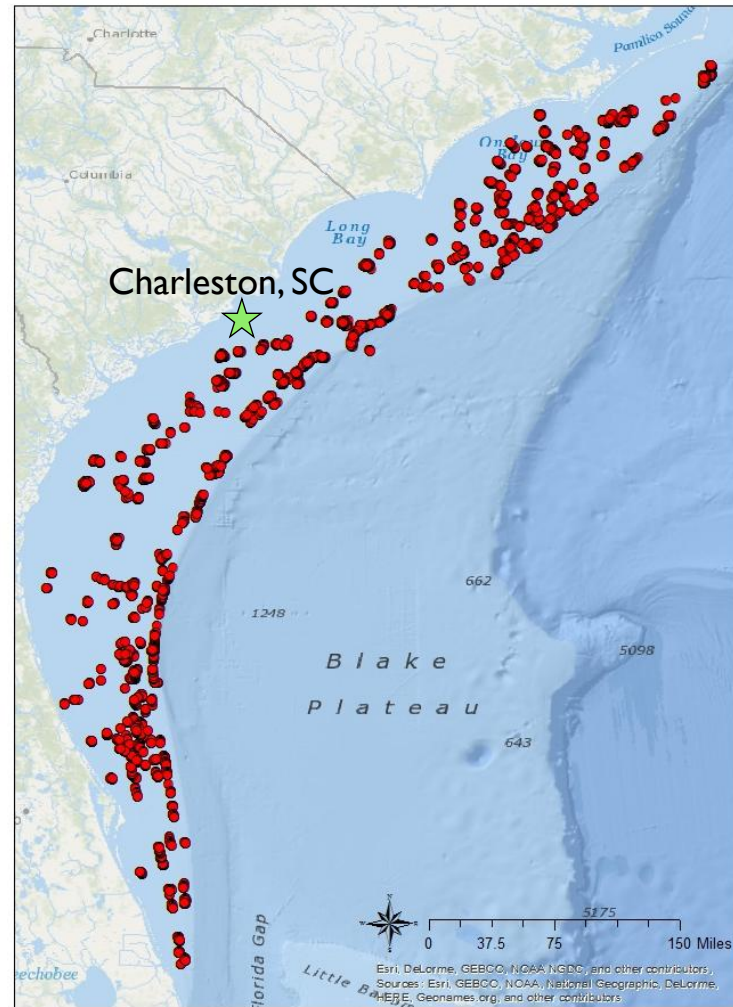 Charlotte
Pamlico Sound
Onslow
Bay
Columbia
Long
Bay
Charleston, SC
662
1248
5098
Blake
Plateau
643
N
5175
0 37.5 75 150 Miles
Florida Gap
Esri, DeLorme, GEBCO, NOAA NGDC, and other contributors,
Sources: Esri, GEBCO, NOAA, National Geographic, DeLorme,
HERE, Geonames.org, and other contributors
eechobee
Little Ba